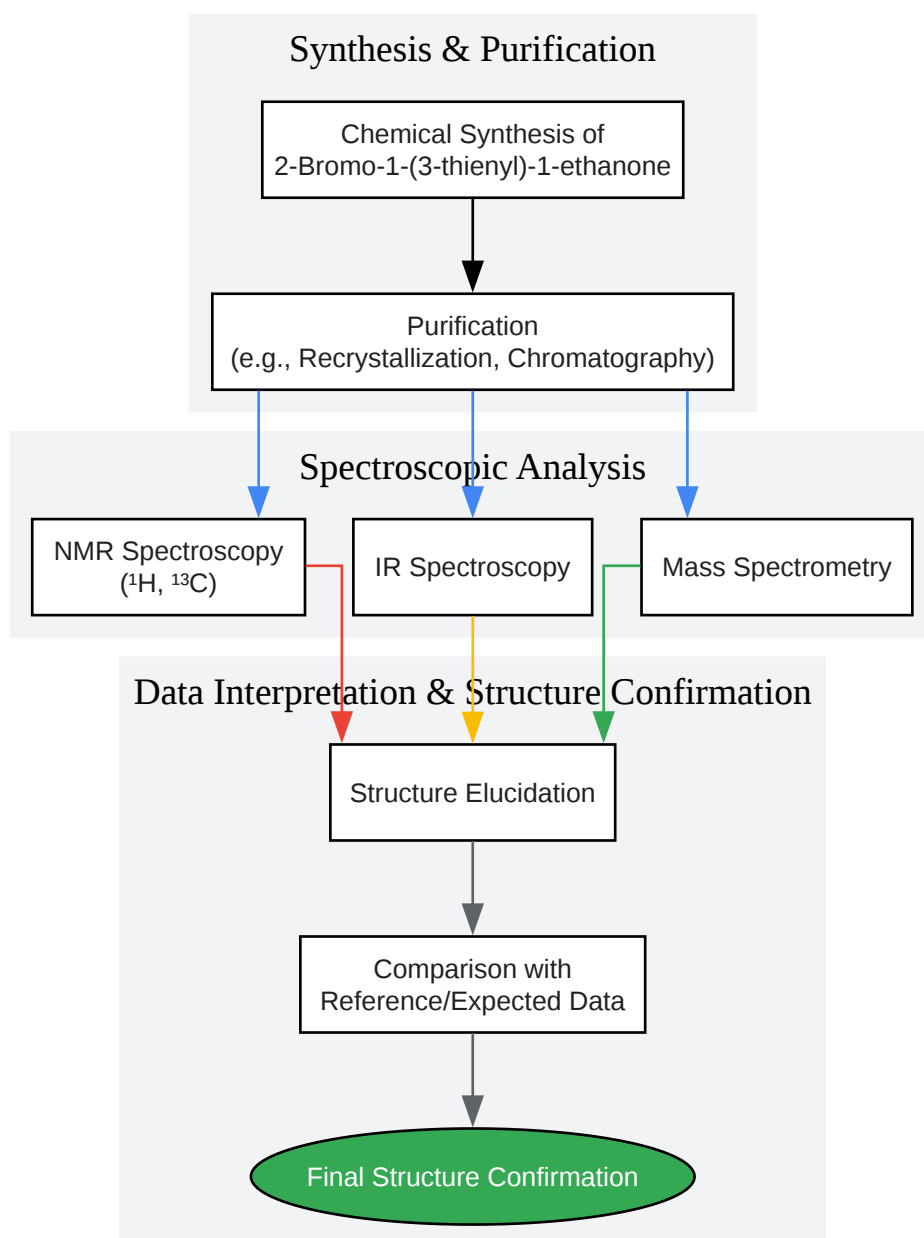 Synthesis & Purification
Chemical Synthesis of
2-Bromo-1-(3-thienyl)-1-ethanone
Purification
(e.g., Recrystallization, Chromatography)
Spectroscopic Analysis
NMR Spectroscopy
(¹H, ¹³C)
IR Spectroscopy
Mass Spectrometry
Data Interpretation & Structure Confirmation
Structure Elucidation
Comparison with
Reference/Expected Data
Final Structure Confirmation